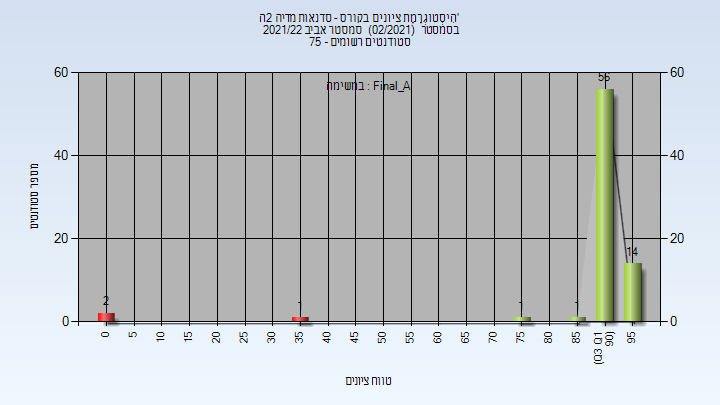 היסטוגרמת ציונים בקורס - סדנאות מדיה 2ה'
בסמסטר (02/2021) סמסטר אביב 2021/22
סטודנטים רשומים - 75
במשימה : Final_A
60 60
56
40 40
מספר סטודנטים
20 20
14
2 1 1 1
0 0
0 5 10 15 20 25 30 35 40 45 50 55 60 65 70 75 80 85 (Q3 Q1 90) 95
טווח ציונים